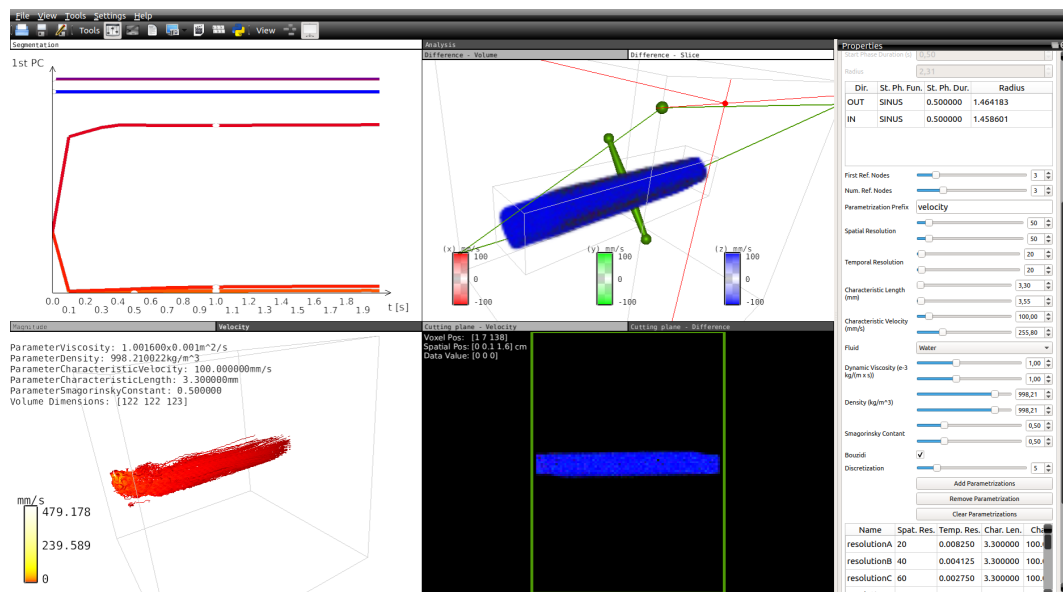 File View Tools Settings Help
Tools View
Segmentation
1st PC
0.0 0.2 0.4 0.6 0.8 1.0 1.2 1.4 1.6 1.8
0.1 0.3 0.5 0.7 0.9 1.1 1.3 1.5 1.7 1.9
t [s]
Analysis
Difference - Volume Difference - Slice
(x) mm/s (y) mm/s (z) mm/s
100 100 100
0 0 0
-100 -100 -100
Magnitude Velocity
ParameterViscosity: 1.001600x0.001m^2/s
ParameterDensity: 998.210022kg/m^3
ParameterCharacteristicVelocity: 100.000000mm/s
ParameterCharacteristicLength: 3.300000mm
ParameterSmagorinskyConstant: 0.500000
Volume Dimensions: [122 122 123]
mm/s
479.178
239.589
0
Cutting plane - Velocity Cutting plane - Difference
Voxel Pos: [1 7 138]
Spatial Pos: [0 0.1 1.6] cm
Data Value: [0 0 0]
Properties
Start Phase Duration (s) 0,50
Radius 2,31
Dir. St. Ph. Fun. St. Ph. Dur. Radius
OUT SINUS 0.500000 1.464183
IN SINUS 0.500000 1.458601
First Ref. Nodes 3
Num. Ref. Nodes 3
Parametrization Prefix velocity
Spatial Resolution 50
50
Temporal Resolution 20
20
Characteristic Length (mm) 3,30
3,55
Characteristic Velocity (mm/s) 100,00
255,80
Fluid Water
Dynamic Viscosity (e-3 kg/(m x s)) 1,00
1,00
Density (kg/m^3) 998,21
998,21
Smagorinsky Contant 0,50
0,50
Bouzidi
Discretization 5
Add Parametrizations
Remove Parametrization
Clear Parametrizations
Name Spat. Res. Temp. Res. Char. Len. Cha
resolutionA 20 0.008250 3.300000 100.
resolutionB 40 0.004125 3.300000 100.
resolutionC 60 0.002750 3.300000 100.